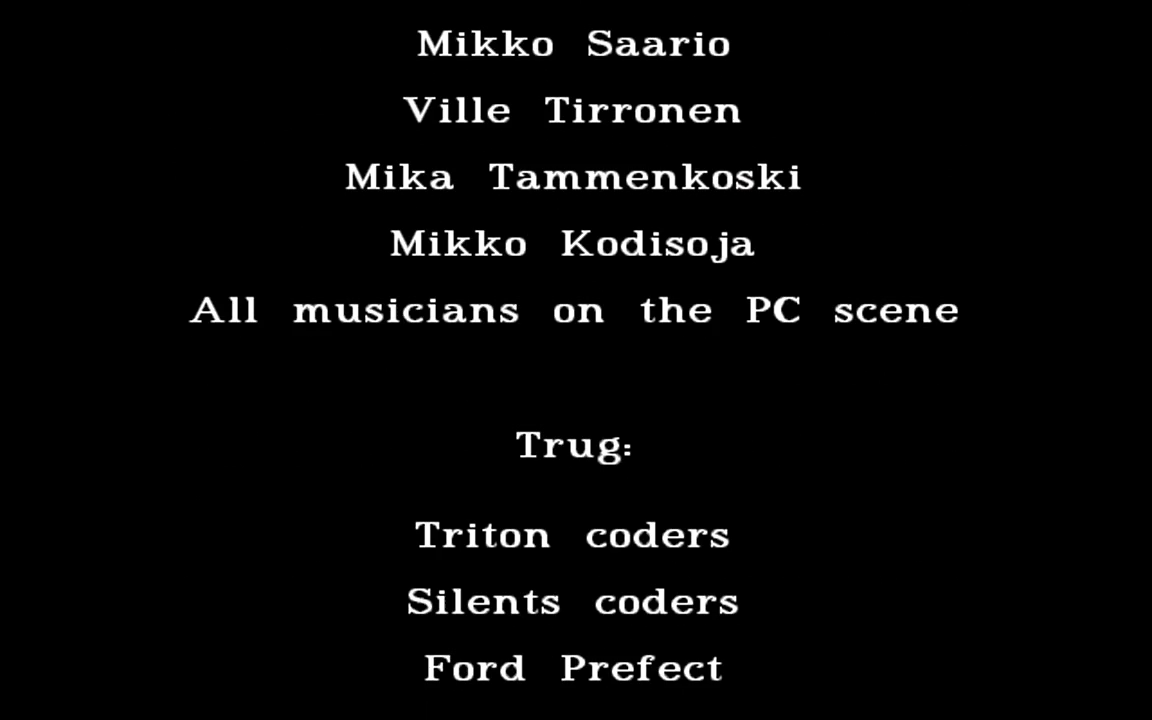 Mikko Saario
Ville Tirronen
Mika Tammenkoski
Mikko Kodisoja
All musicians on the PC scene
Trug:
Triton coders
Silents coders
Ford Prefect